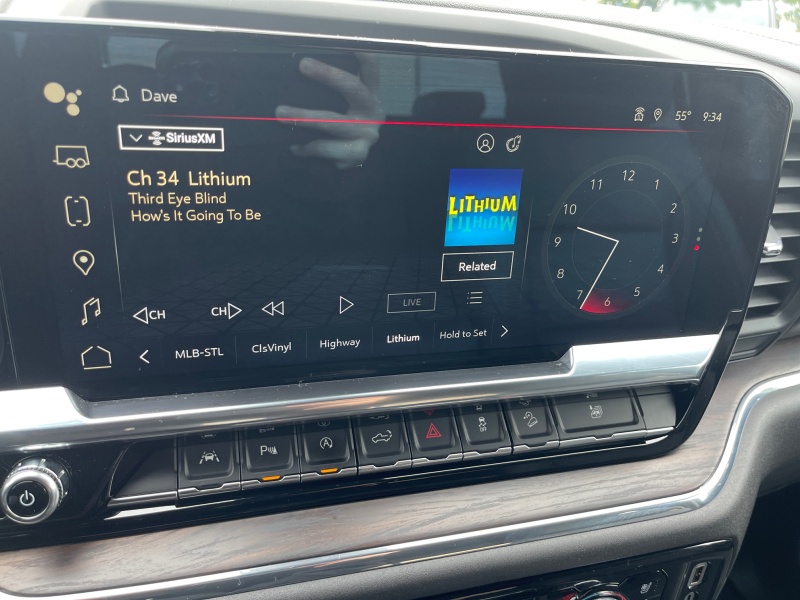 Dave
55° 9:34
SiriusXM
Ch 34 Lithium
Third Eye Blind
How's It Going To Be
LITHIUM
Related
12
1
2
3
4
5
6
7
8
9
10
11
CH CH LIVE
MLB-STL ClsVinyl Highway Lithium Hold to Set
P
A
OFF